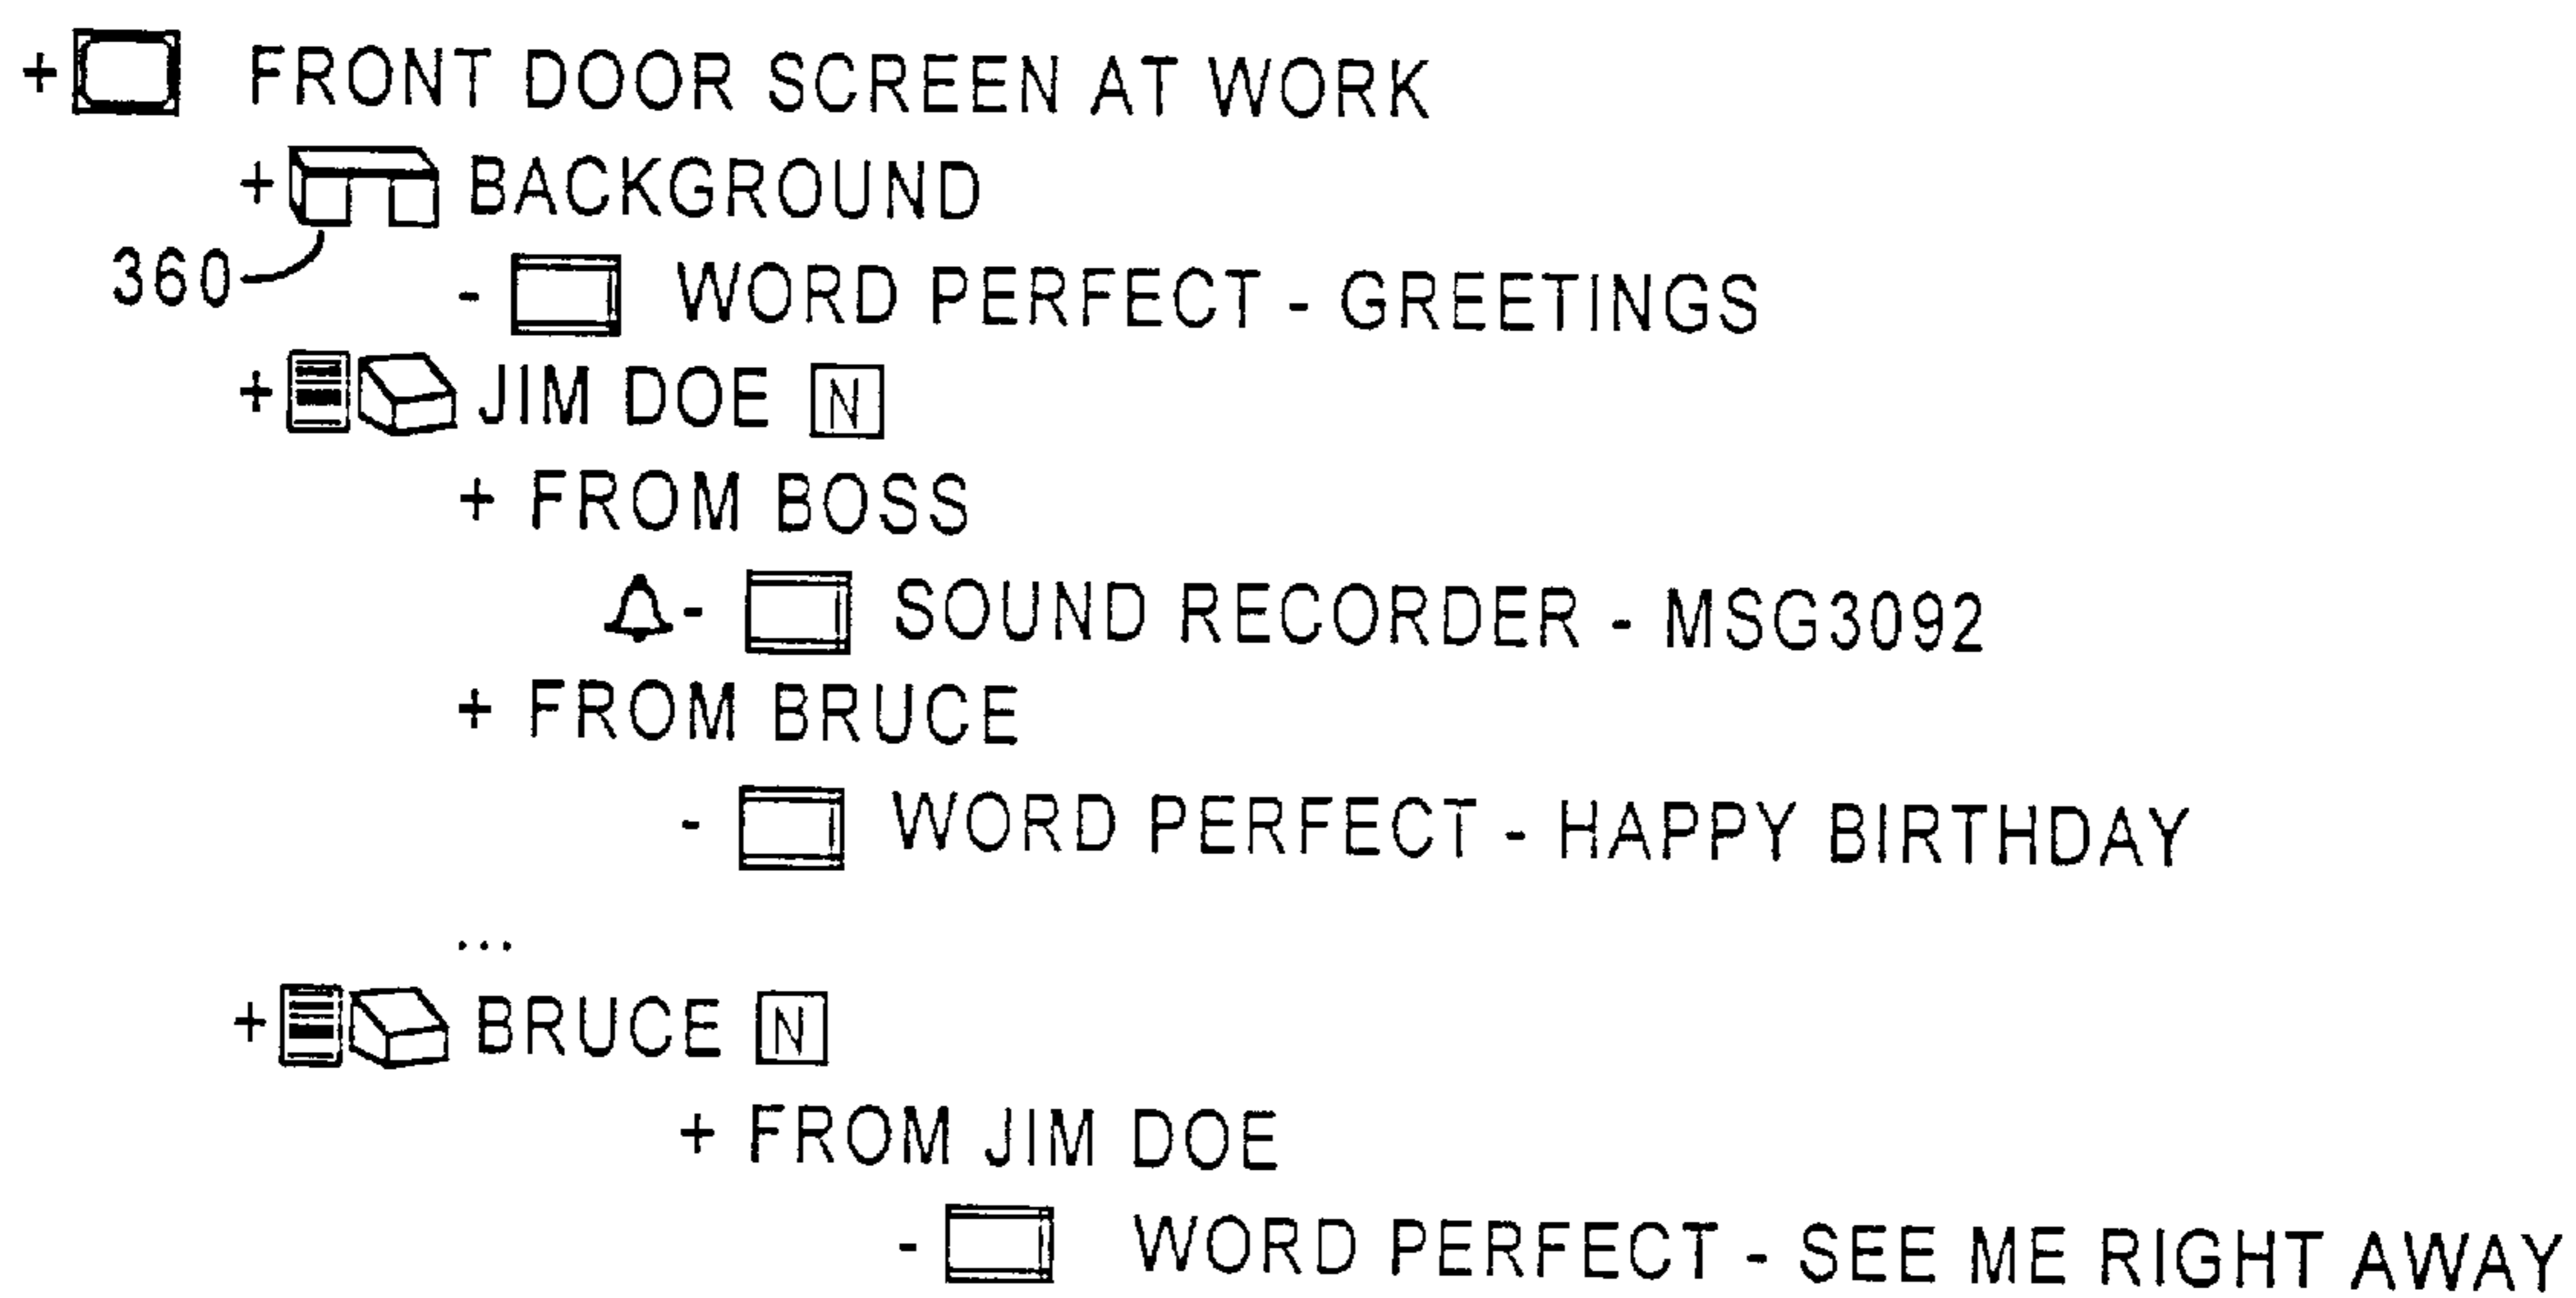 + FRONT DOOR SCREEN AT WORK
+ BACKGROUND
360
- WORD PERFECT - GREETINGS
+ JIM DOE N
+ FROM BOSS
- SOUND RECORDER - MSG3092
+ FROM BRUCE
- WORD PERFECT - HAPPY BIRTHDAY
...
+ BRUCE N
+ FROM JIM DOE
- WORD PERFECT - SEE ME RIGHT AWAY